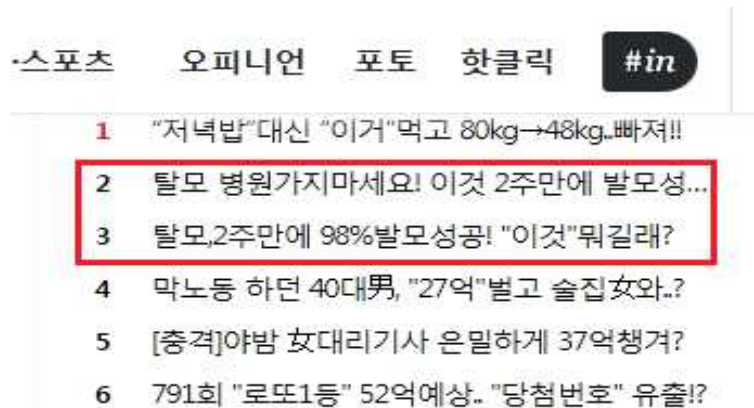 ·스포츠 오피니언 포토 핫클릭 #in
1 "저녁밥"대신 "이거"먹고 80kg→48kg..빠져!!
2 탈모 병원가지마세요! 이것 2주만에 발모성...
3 탈모,2주만에 98%발모성공! "이것"뭐길래?
4 막노동 하던 40대男, "27억"벌고 술집女와..?
5 [충격]야밤 女대리기사 은밀하게 37억챙겨?
6 791회 "로또1등" 52억예상.. "당첨번호" 유출!?